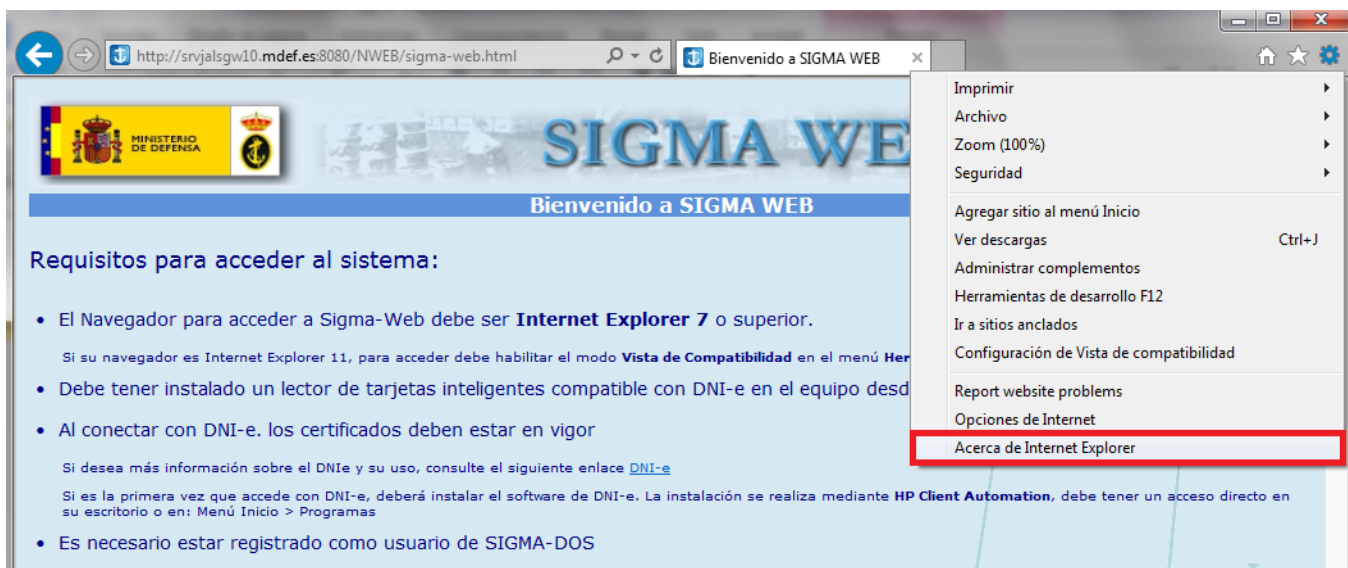 http://srvjalsgw10.mdef.es:8080/NWEB/sigma-web.html
Bienvenido a SIGMA WEB
MINISTERIO
DE DEFENSA
SIGMA WE
Bienvenido a SIGMA WEB
Requisitos para acceder al sistema:
• El Navegador para acceder a Sigma-Web debe ser Internet Explorer 7 o superior.
Si su navegador es Internet Explorer 11, para acceder debe habilitar el modo Vista de Compatibilidad en el menú Her
• Debe tener instalado un lector de tarjetas inteligentes compatible con DNI-e en el equipo desd
• Al conectar con DNI-e. los certificados deben estar en vigor
Si desea más información sobre el DNIe y su uso, consulte el siguiente enlace DNI-e
Si es la primera vez que accede con DNI-e, deberá instalar el software de DNI-e. La instalación se realiza mediante HP Client Automation, debe tener un acceso directo en
su escritorio o en: Menú Inicio > Programas
• Es necesario estar registrado como usuario de SIGMA-DOS
Imprimir
Archivo
Zoom (100%)
Seguridad
Agregar sitio al menú Inicio
Ver descargas Ctrl+J
Administrar complementos
Herramientas de desarrollo F12
Ir a sitios anclados
Configuración de Vista de compatibilidad
Report website problems
Opciones de Internet
Acerca de Internet Explorer